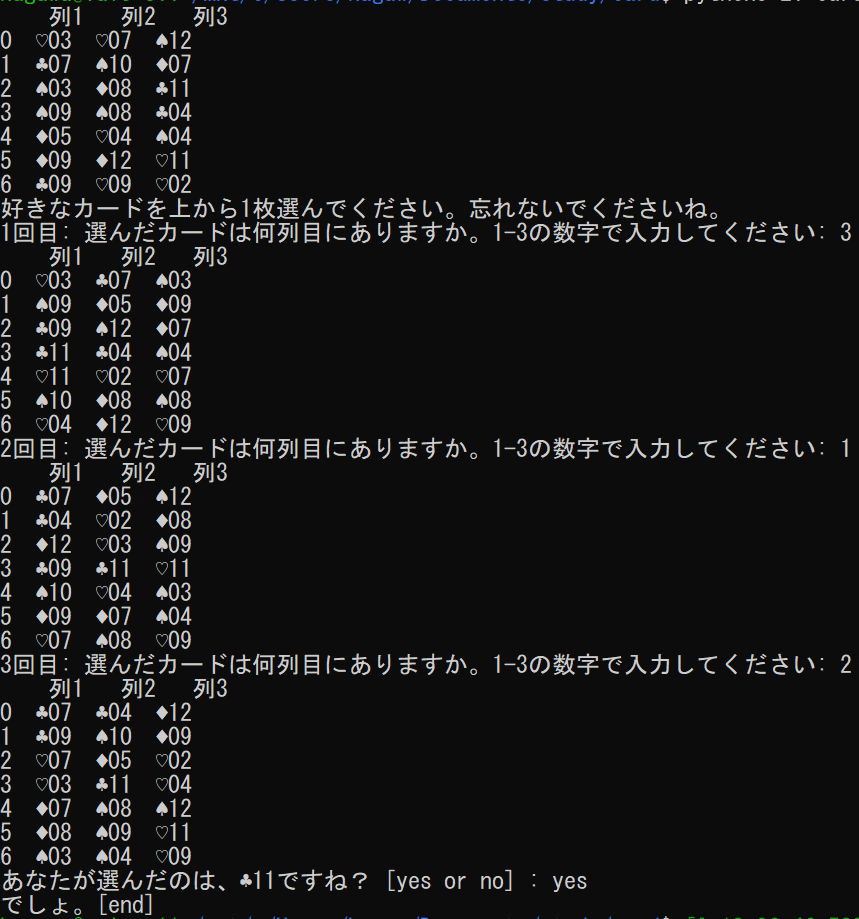 列1 列2 列3
0 ♡03 ♡07 ♠12
1 ♣07 ♠10 ♦07
2 ♠03 ♦08 ♣11
3 ♠09 ♠08 ♣04
4 ♦05 ♡04 ♠04
5 ♦09 ♦12 ♡11
6 ♣09 ♡09 ♡02
好きなカードを上から1枚選んでください。忘れないでくださいね。
1回目: 選んだカードは何列目にありますか。1-3の数字で入力してください: 3
列1 列2 列3
0 ♡03 ♣07 ♠03
1 ♠09 ♦05 ♦09
2 ♣09 ♠12 ♦07
3 ♣11 ♣04 ♠04
4 ♡11 ♡02 ♡07
5 ♠10 ♦08 ♠08
6 ♡04 ♦12 ♡09
2回目: 選んだカードは何列目にありますか。1-3の数字で入力してください: 1
列1 列2 列3
0 ♣07 ♦05 ♠12
1 ♣04 ♡02 ♦08
2 ♦12 ♡03 ♠09
3 ♣09 ♣11 ♡11
4 ♠10 ♡04 ♠03
5 ♦09 ♦07 ♠04
6 ♡07 ♠08 ♡09
3回目: 選んだカードは何列目にありますか。1-3の数字で入力してください: 2
列1 列2 列3
0 ♣07 ♣04 ♦12
1 ♣09 ♠10 ♦09
2 ♡07 ♦05 ♡02
3 ♡03 ♣11 ♡04
4 ♦07 ♠08 ♠12
5 ♦08 ♠09 ♡11
6 ♠03 ♠04 ♡09
あなたが選んだのは、♣11ですね? [yes or no] : yes
でしょ。[end]